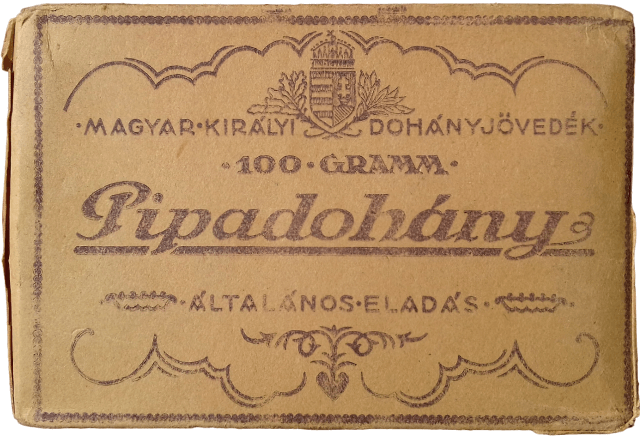 ·MAGYAR·KIRÁLYI DOHÁNYJÖVEDÉK·
·100·GRAMM·
Pipadohány
·ÁLTALÁNOS·ELADÁS·